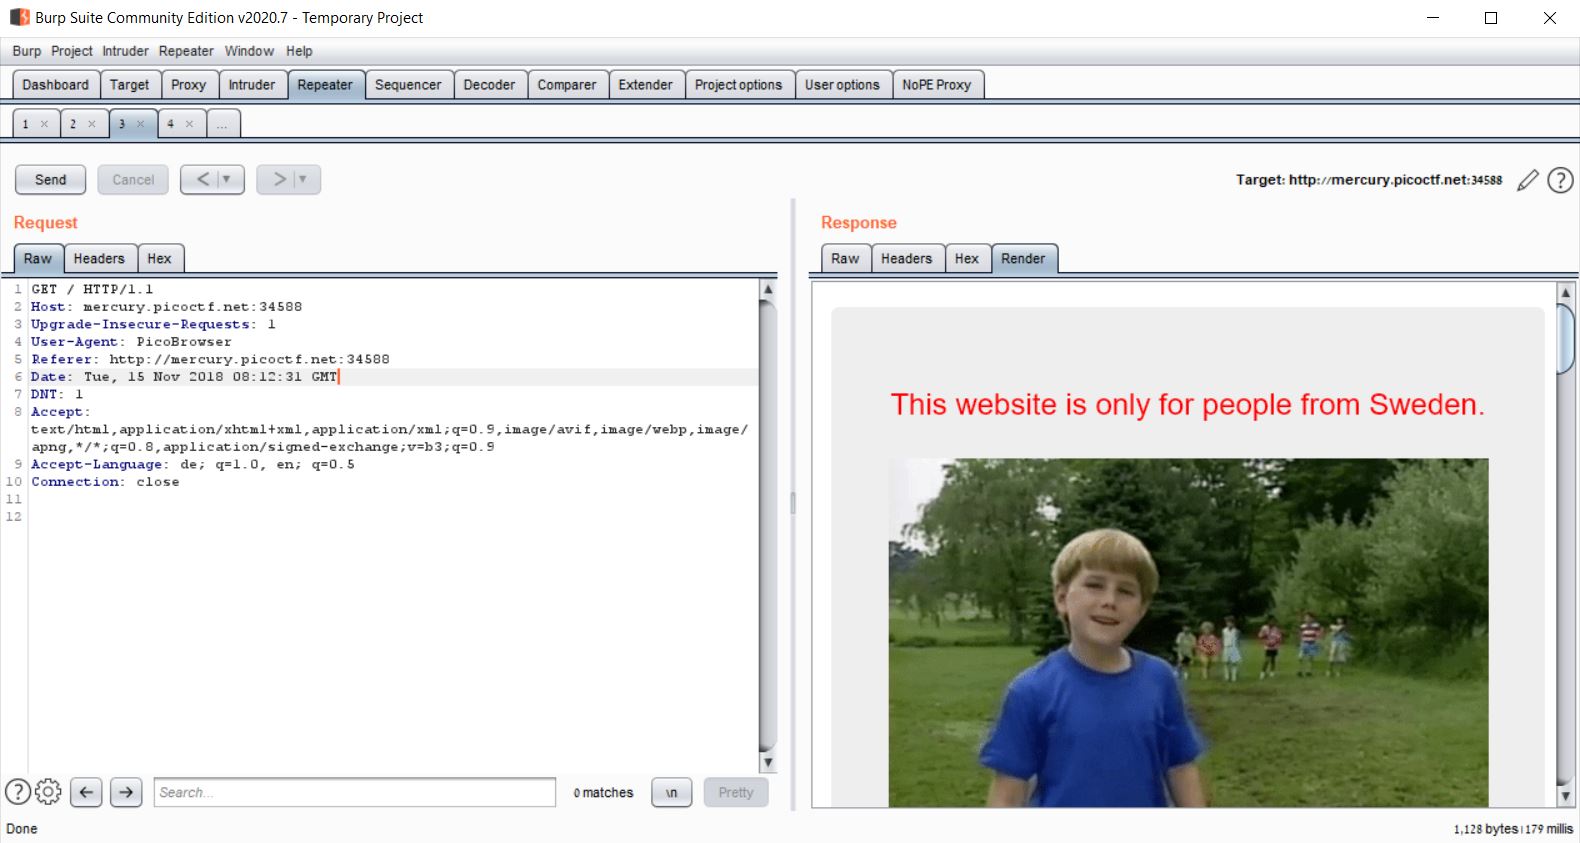 Burp Suite Community Edition v2020.7 - Temporary Project
Burp Project Intruder Repeater Window Help
Dashboard Target Proxy Intruder Repeater Sequencer Decoder Comparer Extender Project options User options NoPE Proxy
1 × 2 × 3 × 4 × ...
Send Cancel < > Target: http://mercury.picoctf.net:34588 ?
Request
Raw Headers Hex
1 GET / HTTP/1.1
2 Host: mercury.picoctf.net:34588
3 Upgrade-Insecure-Requests: 1
4 User-Agent: PicoBrowser
5 Referer: http://mercury.picoctf.net:34588
6 Date: Tue, 15 Nov 2018 08:12:31 GMT
7 DNT: 1
8 Accept:
text/html,application/xhtml+xml,application/xml;q=0.9,image/avif,image/webp,image/
apng,*/*;q=0.8,application/signed-exchange;v=b3;q=0.9
9 Accept-Language: de; q=1.0, en; q=0.5
10 Connection: close
11
12
? Search... 0 matches \n Pretty
Response
Raw Headers Hex Render
This website is only for people from Sweden.
Done 1,128 bytes | 179 millis